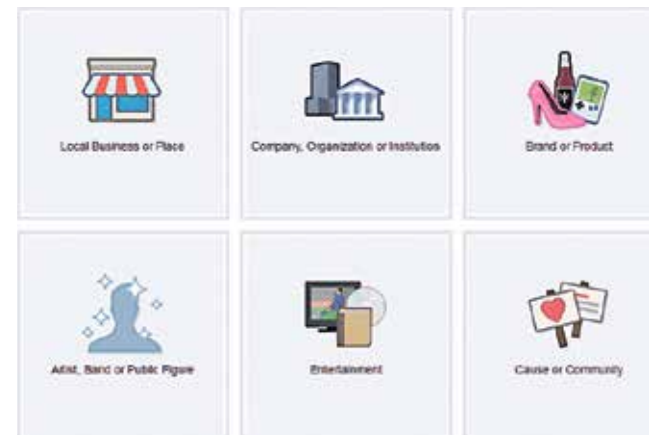 Local Business or Place
Company, Organization or Institution
Brand or Product
Artist, Band or Public Figure
Entertainment
Cause or Community